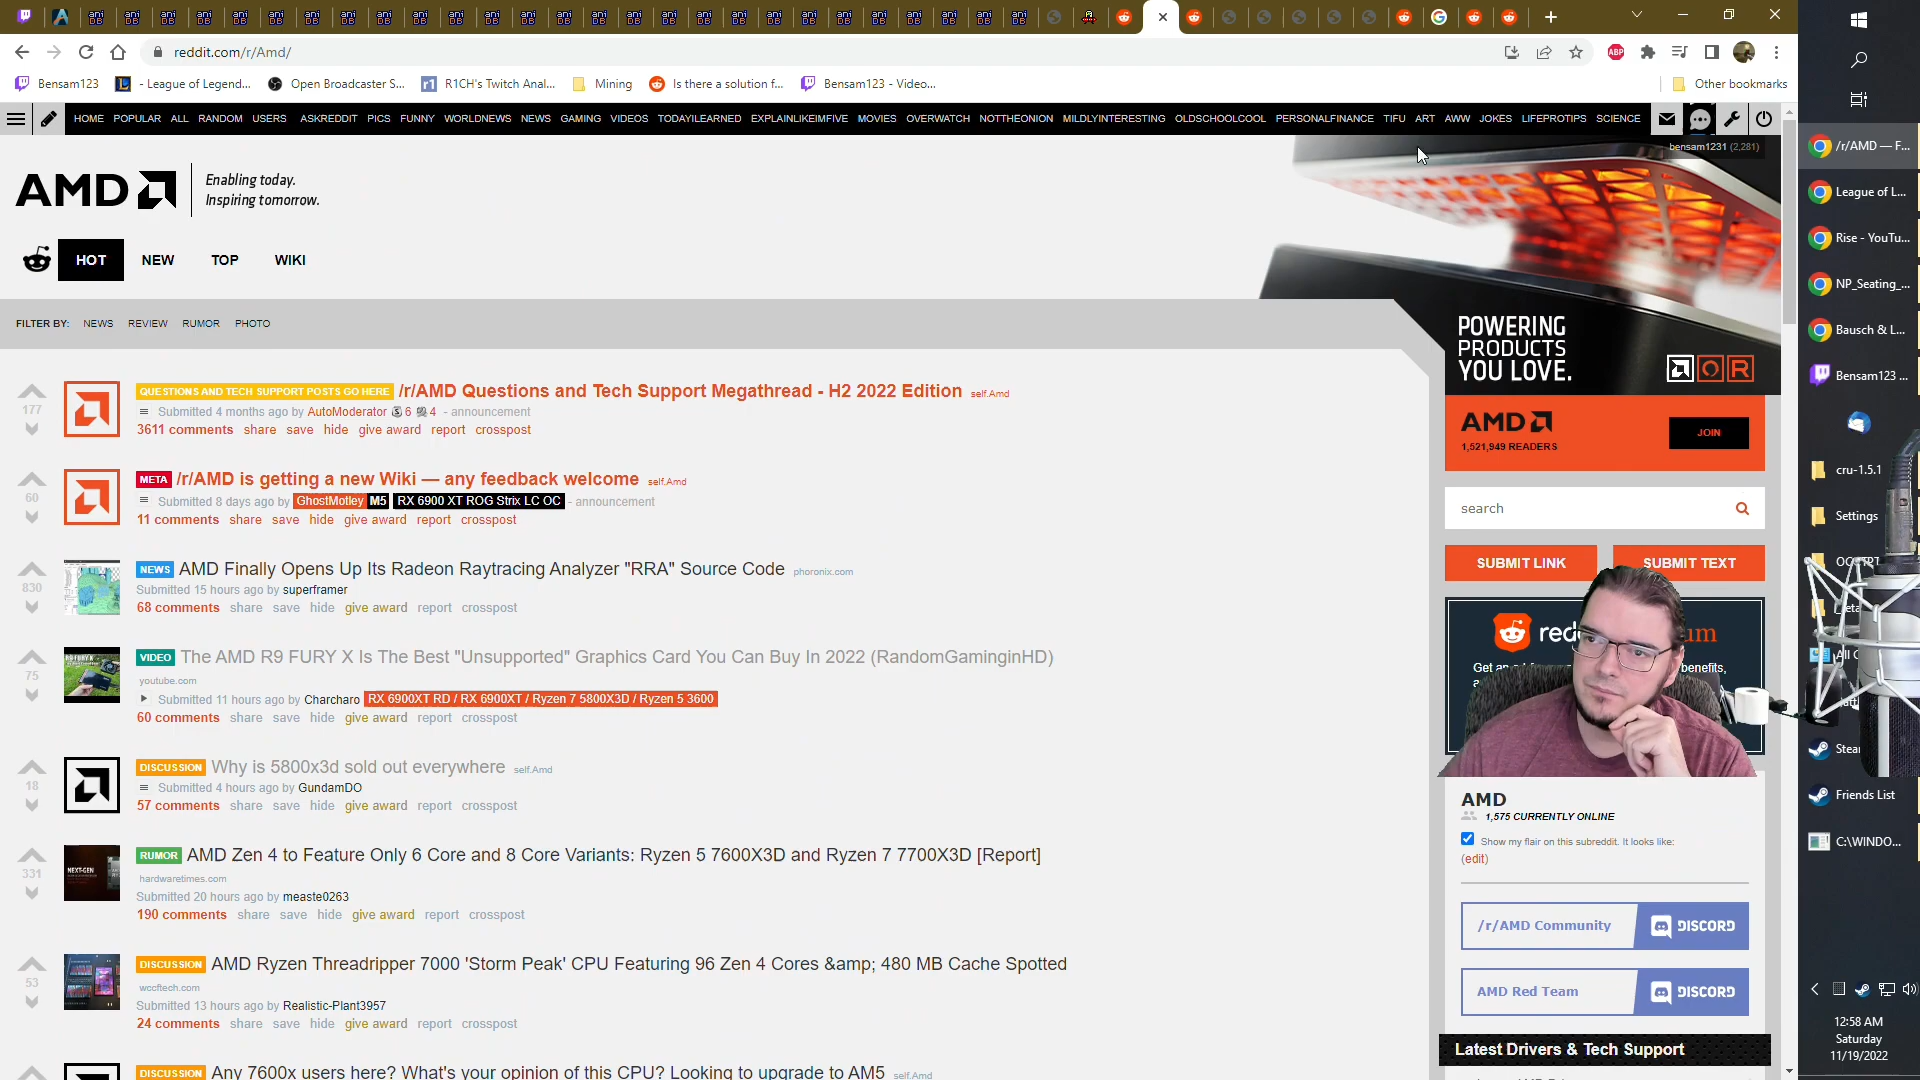 reddit.com/r/Amd/
Bensam123
- League of Legend...
Open Broadcaster S...
R1CH's Twitch Anal...
Mining
Is there a solution f...
Bensam123 - Video...
Other bookmarks
HOME POPULAR ALL RANDOM USERS ASKREDDIT PICS FUNNY WORLDNEWS NEWS GAMING VIDEOS TODAYILEARNED EXPLAINLIKEIMFIVE MOVIES OVERWATCH NOTTHEONION MILDLYINTERESTING OLDSCHOOLCOOL PERSONALFINANCE TIFU ART AWW JOKES LIFEPROTIPS SCIENCE
bensam1231 (2,281)
AMD
Enabling today.
Inspiring tomorrow.
HOT NEW TOP WIKI
FILTER BY: NEWS REVIEW RUMOR PHOTO
177
QUESTIONS AND TECH SUPPORT POSTS GO HERE /r/AMD Questions and Tech Support Megathread - H2 2022 Edition self.Amd
Submitted 4 months ago by AutoModerator 6 4 - announcement
3611 comments share save hide give award report crosspost
60
META /r/AMD is getting a new Wiki — any feedback welcome self.Amd
Submitted 8 days ago by GhostMotley M5 RX 6900 XT ROG Strix LC OC - announcement
11 comments share save hide give award report crosspost
830
NEWS AMD Finally Opens Up Its Radeon Raytracing Analyzer "RRA" Source Code phoronix.com
Submitted 15 hours ago by superframer
68 comments share save hide give award report crosspost
75
VIDEO The AMD R9 FURY X Is The Best "Unsupported" Graphics Card You Can Buy In 2022 (RandomGaminginHD)
youtube.com
Submitted 11 hours ago by Charcharo RX 6900XT RD / RX 6900XT / Ryzen 7 5800X3D / Ryzen 5 3600
60 comments share save hide give award report crosspost
18
DISCUSSION Why is 5800x3d sold out everywhere self.Amd
Submitted 4 hours ago by GundamDO
57 comments share save hide give award report crosspost
331
NEXT-GEN
RUMOR AMD Zen 4 to Feature Only 6 Core and 8 Core Variants: Ryzen 5 7600X3D and Ryzen 7 7700X3D [Report]
hardwaretimes.com
Submitted 20 hours ago by measte0263
190 comments share save hide give award report crosspost
53
DISCUSSION AMD Ryzen Threadripper 7000 'Storm Peak' CPU Featuring 96 Zen 4 Cores &amp; 480 MB Cache Spotted
wccftech.com
Submitted 13 hours ago by Realistic-Plant3957
24 comments share save hide give award report crosspost
DISCUSSION Any 7600x users here? What's your opinion of this CPU? Looking to upgrade to AM5 self.Amd
POWERING
PRODUCTS
YOU LOVE.
AMD
1,521,949 READERS
JOIN
search
SUBMIT LINK
SUBMIT TEXT
AMD
1,575 CURRENTLY ONLINE
Show my flair on this subreddit. It looks like:
(edit)
/r/AMD Community DISCORD
AMD Red Team DISCORD
Latest Drivers & Tech Support
/r/AMD — F...
League of L...
Rise - YouTu...
NP_Seating_...
Bausch & L...
Bensam123 ...
cru-1.5.1
Settings
Friends List
C:\WINDO...
12:58 AM
Saturday
11/19/2022